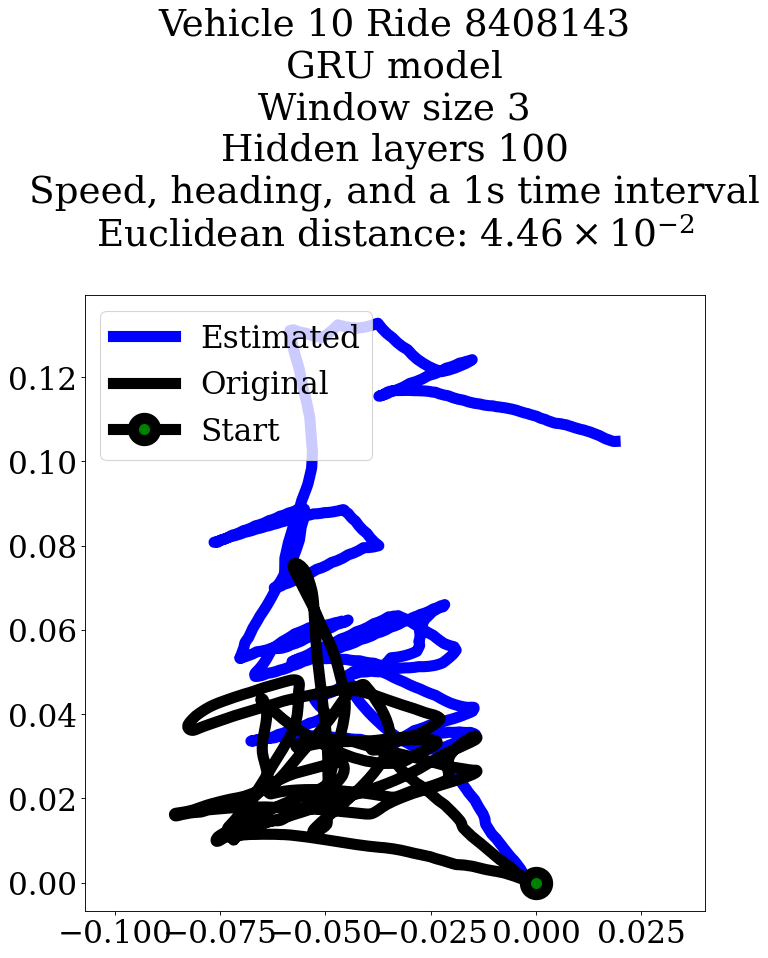 Vehicle 10 Ride 8408143
GRU model
Window size 3
Hidden layers 100
Speed, heading, and a 1s time interval
Euclidean distance: 4.46 × 10⁻²
Estimated
Original
Start
0.12
0.10
0.08
0.06
0.04
0.02
0.00
−0.100 −0.075 −0.050 −0.025 0.000 0.025